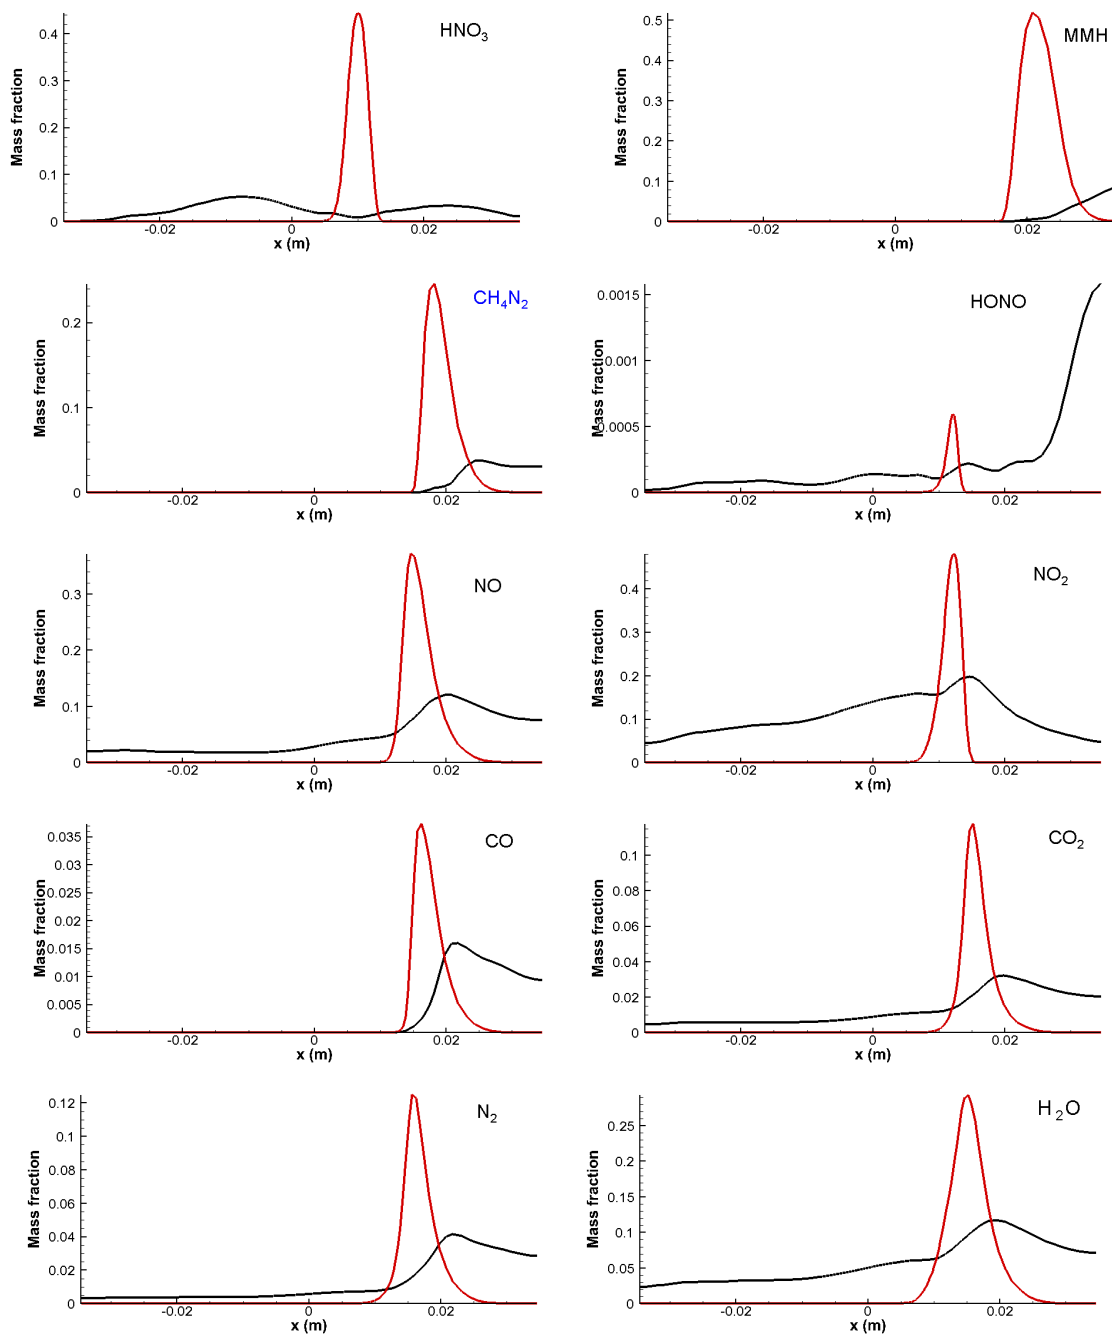 HNO₃
0.4
0.3
0.2
0.1
0
-0.02
0
0.02
Mass fraction
x (m)
MMH
0.5
0.4
0.3
0.2
0.1
0
-0.02
0
0.02
Mass fraction
x (m)
CH₄N₂
0.2
0.1
0
-0.02
0
0.02
Mass fraction
x (m)
HONO
0.0015
0.001
0.0005
0
-0.02
0
0.02
Mass fraction
x (m)
NO
0.3
0.2
0.1
0
-0.02
0
0.02
Mass fraction
x (m)
NO₂
0.4
0.3
0.2
0.1
0
-0.02
0
0.02
Mass fraction
x (m)
CO
0.035
0.03
0.025
0.02
0.015
0.01
0.005
0
-0.02
0
0.02
Mass fraction
x (m)
CO₂
0.1
0.08
0.06
0.04
0.02
0
-0.02
0
0.02
Mass fraction
x (m)
N₂
0.12
0.1
0.08
0.06
0.04
0.02
0
-0.02
0
0.02
Mass fraction
x (m)
H₂O
0.25
0.2
0.15
0.1
0.05
0
-0.02
0
0.02
Mass fraction
x (m)